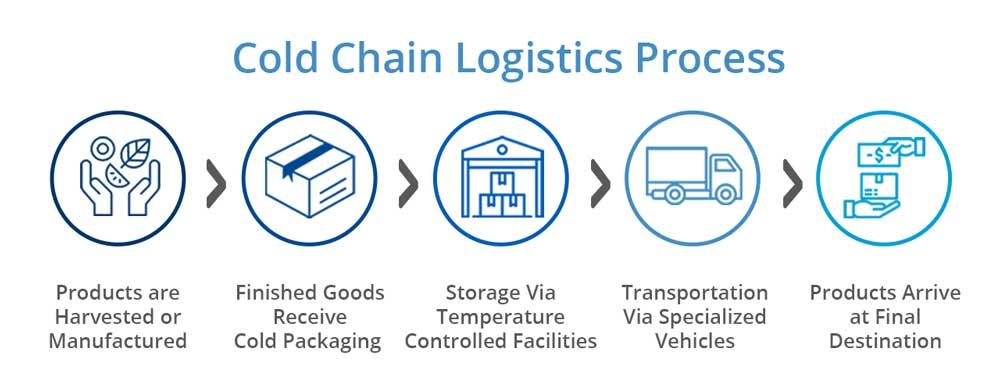 Cold Chain Logistics Process
-$-
Products are
Harvested or
Manufactured
Finished Goods
Receive
Cold Packaging
Storage Via
Temperature
Controlled Facilities
Transportation
Via Specialized
Vehicles
Products Arrive
at Final
Destination